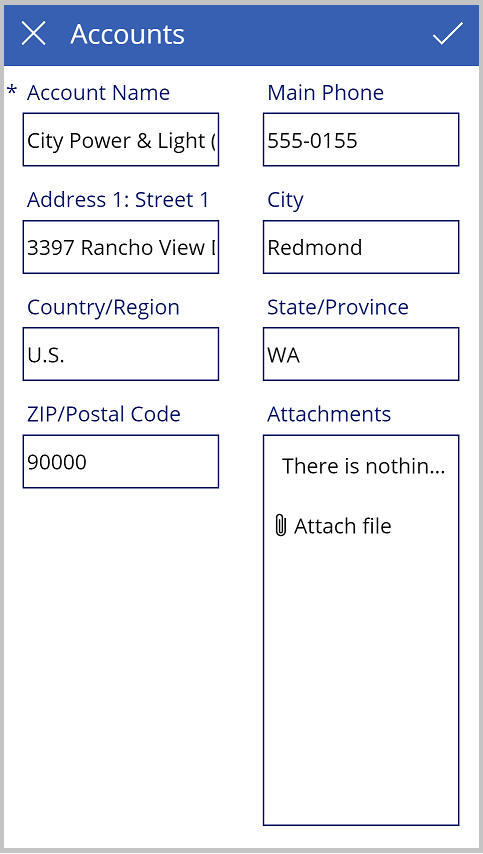 Accounts
* Account Name
City Power & Light (
Main Phone
555-0155
Address 1: Street 1
3397 Rancho View
City
Redmond
Country/Region
U.S.
State/Province
WA
ZIP/Postal Code
90000
Attachments
There is nothin...
Attach file